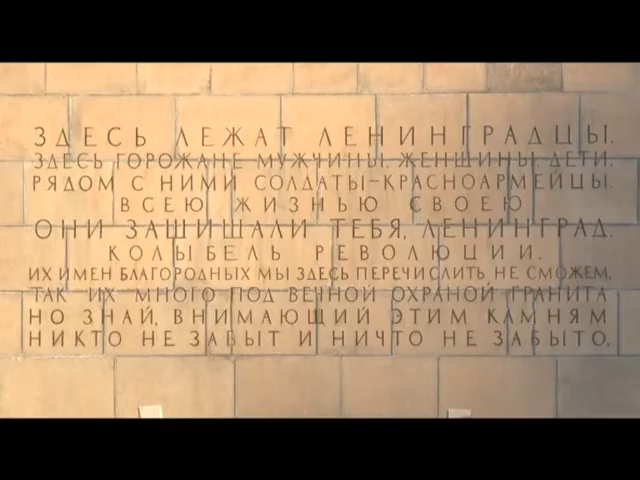 ЗДЕСЬ ЛЕЖАТ ЛЕНИНГРАДЦЫ.
ЗДЕСЬ ГОРОЖАНЕ МУЖЧИНЫ, ЖЕНЩИНЫ, ДЕТИ.
РЯДОМ С НИМИ СОЛДАТЫ-КРАСНОАРМЕЙЦЫ.
ВСЕЮ ЖИЗНЬЮ СВОЕЮ
ОНИ ЗАЩИЩАЛИ ТЕБЯ, ЛЕНИНГРАД,
КОЛЫБЕЛЬ РЕВОЛЮЦИИ.
ИХ ИМЕН БЛАГОРОДНЫХ МЫ ЗДЕСЬ ПЕРЕЧИСЛИТЬ НЕ СМОЖЕМ,
ТАК ИХ МНОГО ПОД ВЕЧНОЙ ОХРАНОЙ ГРАНИТА
НО ЗНАЙ, ВНИМАЮЩИЙ ЭТИМ КАМНЯМ
НИКТО НЕ ЗАБЫТ И НИЧТО НЕ ЗАБЫТО.